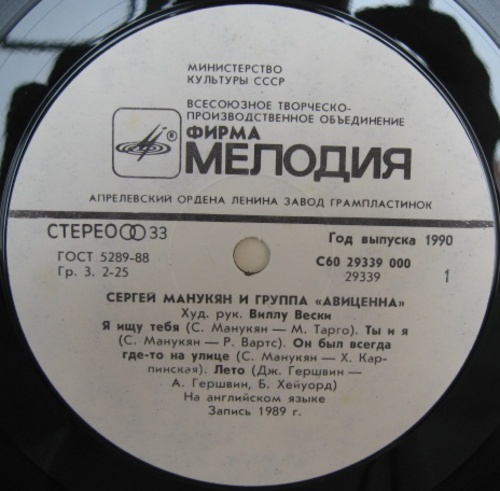 МИНИСТЕРСТВО
КУЛЬТУРЫ СССР
ВСЕСОЮЗНОЕ ТВОРЧЕСКО-
ПРОИЗВОДСТВЕННОЕ ОБЪЕДИНЕНИЕ
®
ФИРМА
МЕЛОДИЯ
АПРЕЛЕВСКИЙ ОРДЕНА ЛЕНИНА ЗАВОД ГРАМПЛАСТИНОК
СТЕРЕО 33
Год выпуска 1990
ГОСТ 5289-88
С60 29339 000
Гр. 3. 2-25
29339
1
СЕРГЕЙ МАНУКЯН И ГРУППА «АВИЦЕННА»
Худ. рук. Виллу Вески
Я ищу тебя (С. Манукян — М. Тарго). Ты и я
(С. Манукян — Р. Вартс). Он был всегда
где-то на улице (С. Манукян — Х. Кар-
пинская). Лето (Дж. Гершвин —
А. Гершвин, Б. Хейуорд)
На английском языке
Запись 1989 г.